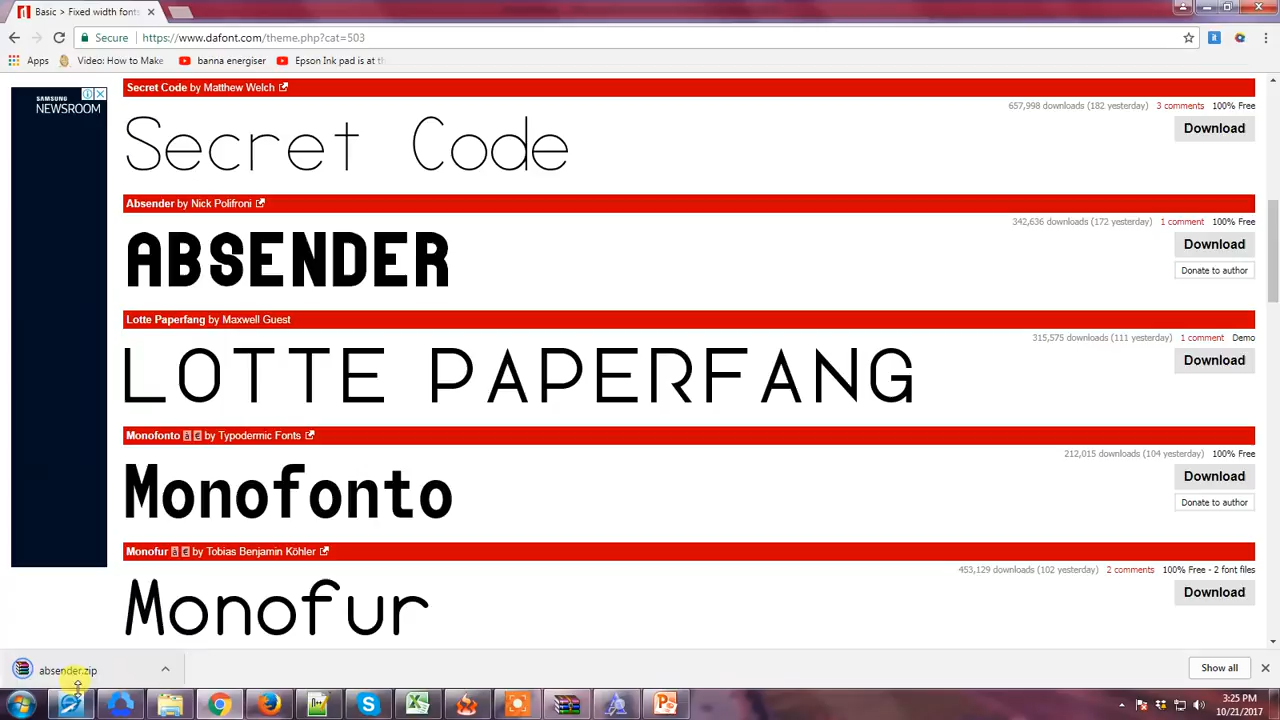 Basic > Fixed width fonts
Secure
https://www.dafont.com/theme.php?cat=503
Apps
Video: How to Make
banna energiser
Epson Ink pad is at th
SAMSUNG
NEWSROOM
Secret Code by Matthew Welch
657,998 downloads (182 yesterday) 3 comments 100% Free
Secret Code
Download
Absender by Nick Polifroni
342,636 downloads (172 yesterday) 1 comment 100% Free
ABSENDER
Download
Donate to author
Lotte Paperfang by Maxwell Guest
315,575 downloads (111 yesterday) 1 comment Demo
LOTTE PAPERFANG
Download
Monofonto à € by Typodermic Fonts
212,015 downloads (104 yesterday) 100% Free
Monofonto
Download
Donate to author
Monofur à € by Tobias Benjamin Köhler
453,129 downloads (102 yesterday) 2 comments 100% Free - 2 font files
Monofur
Download
absender.zip
Show all
3:25 PM
10/21/2017